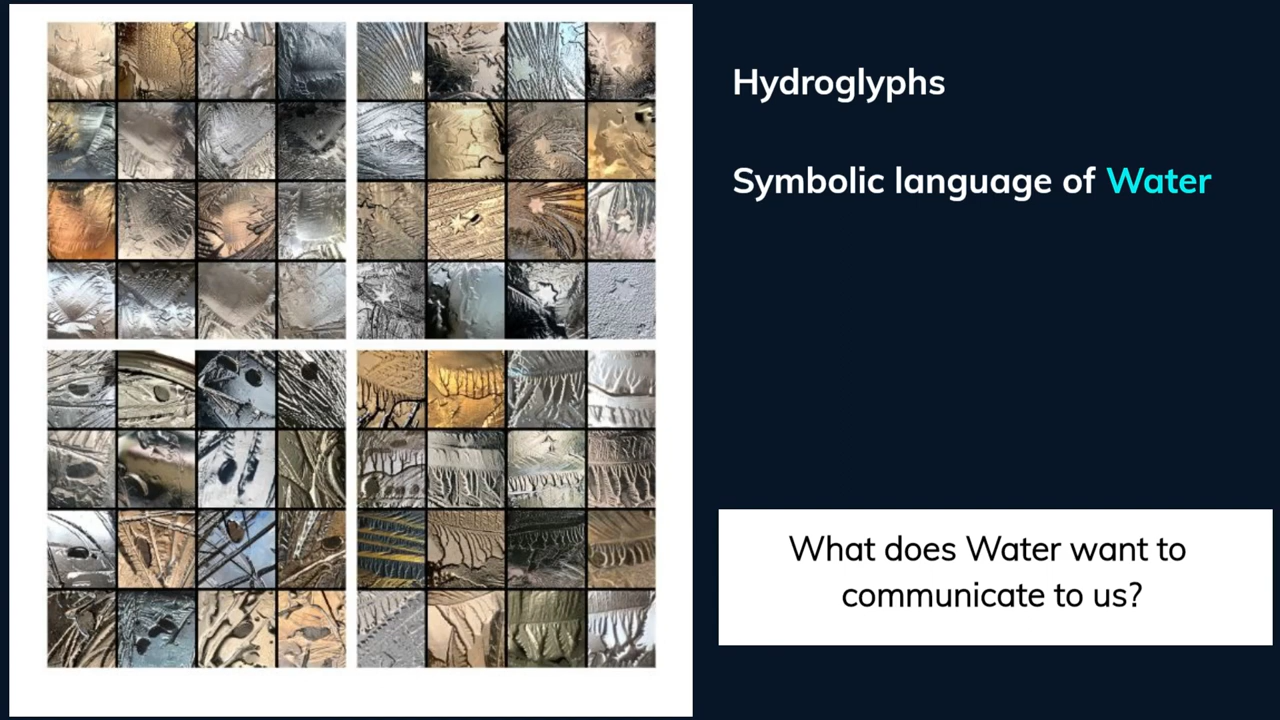 Hydroglyphs
Symbolic language of Water
What does Water want to
communicate to us?